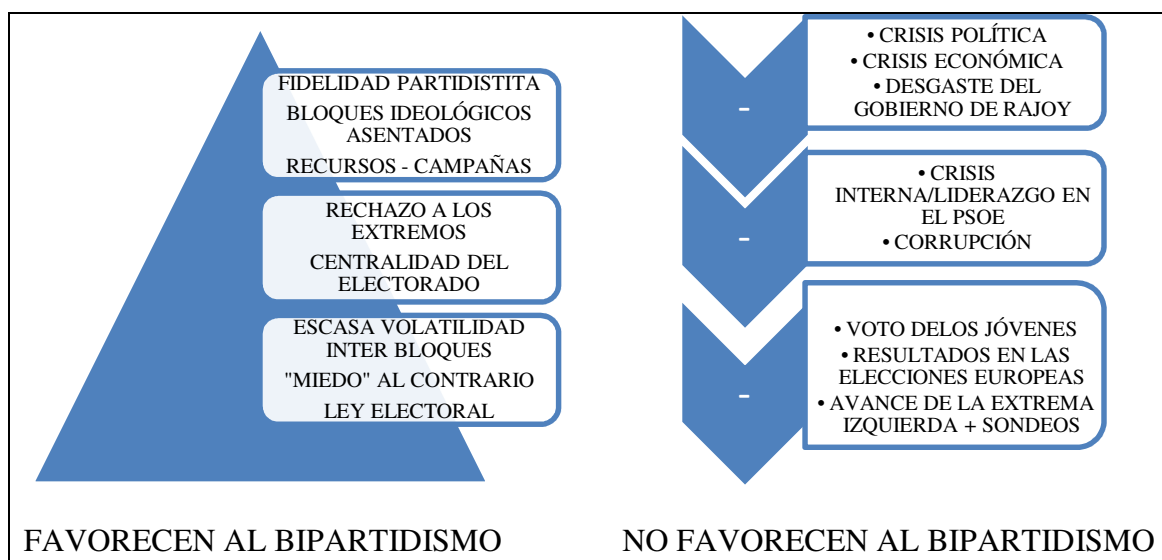 FIDELIDAD PARTIDISTITA
BLOQUES IDEOLÓGICOS
ASENTADOS
RECURSOS - CAMPAÑAS
RECHAZO A LOS
EXTREMOS
CENTRALIDAD DEL
ELECTORADO
ESCASA VOLATILIDAD
INTER BLOQUES
"MIEDO" AL CONTRARIO
LEY ELECTORAL
FAVORECEN AL BIPARTIDISMO
-
• CRISIS POLÍTICA
• CRISIS ECONÓMICA
• DESGASTE DEL
GOBIERNO DE RAJOY
-
• CRISIS
INTERNA/LIDERAZGO EN
EL PSOE
• CORRUPCIÓN
-
• VOTO DELOS JÓVENES
• RESULTADOS EN LAS
ELECCIONES EUROPEAS
• AVANCE DE LA EXTREMA
IZQUIERDA + SONDEOS
NO FAVORECEN AL BIPARTIDISMO